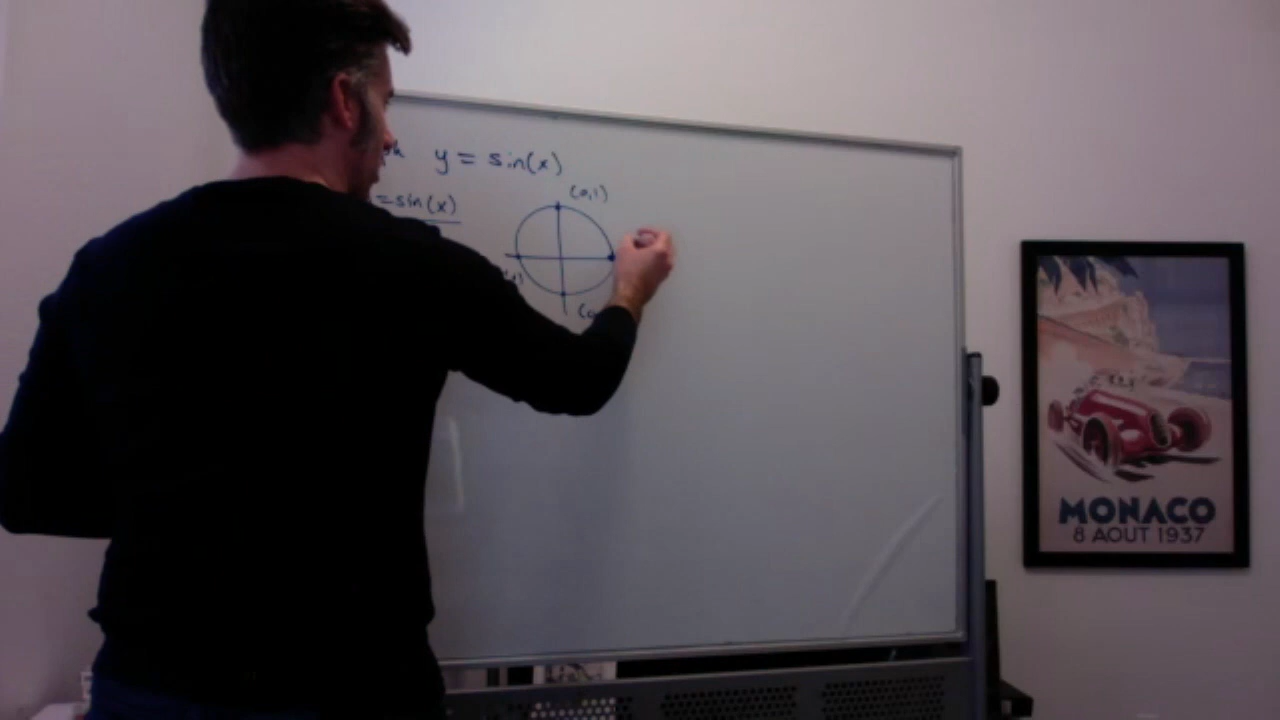 y = sin(x)
=sin(x)
(0,1)
MONACO
8 AOUT 1937